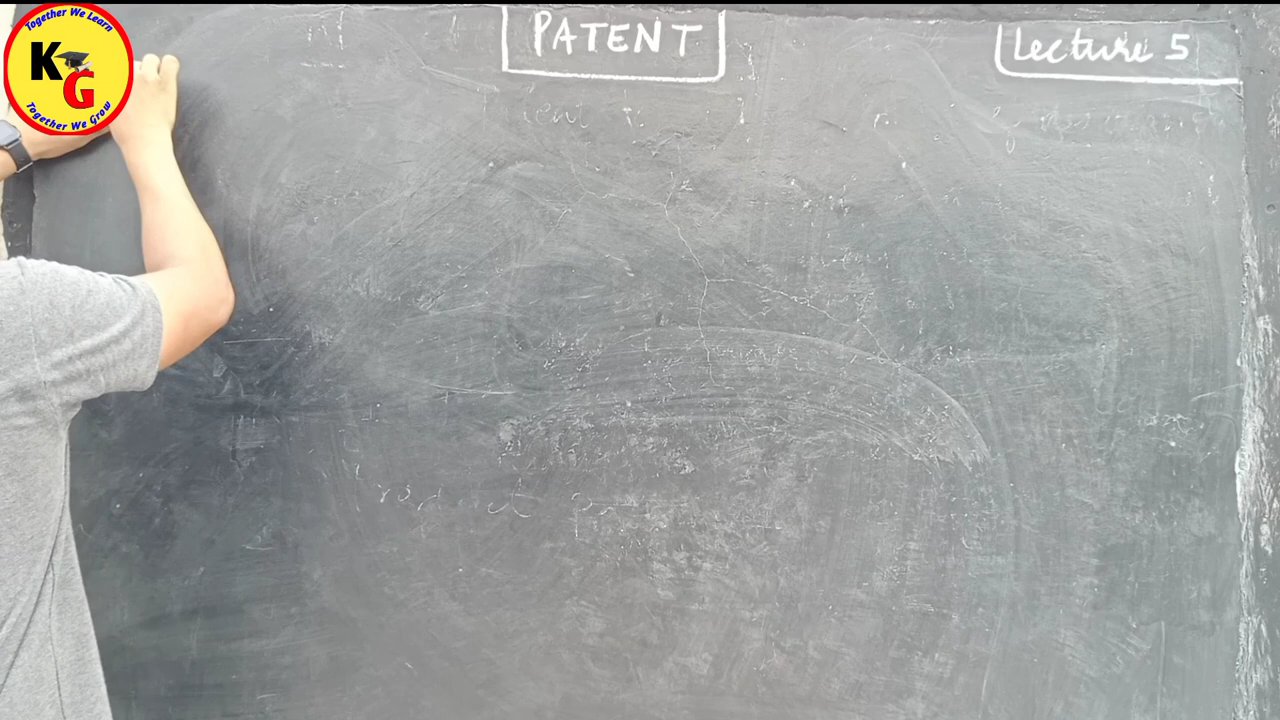 Together We Learn
KG
Together We Grow
PATENT
Lecture 5